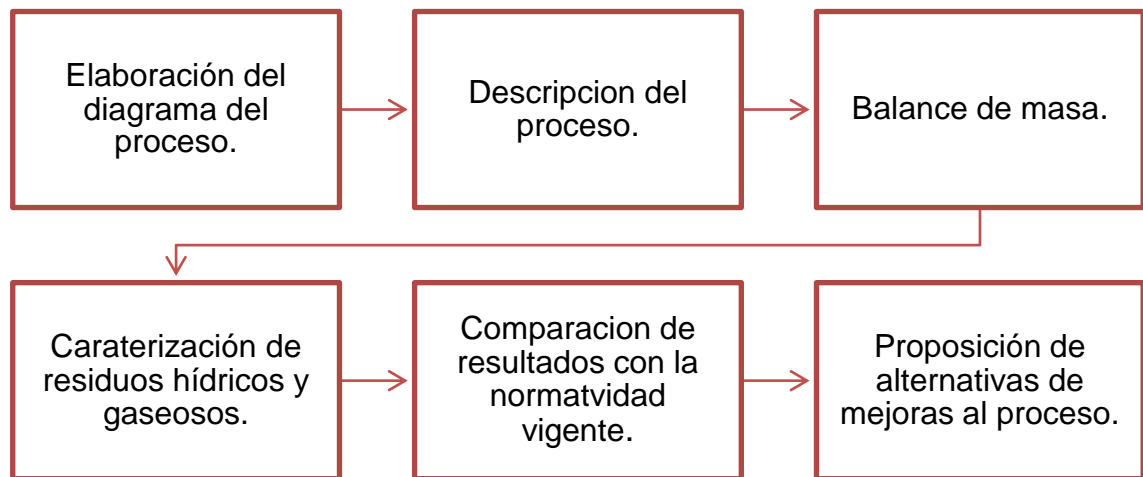 Elaboración del
diagrama del
proceso.
Descripcion del
proceso.
Balance de masa.
Caraterización de
residuos hídricos y
gaseosos.
Comparacion de
resultados con la
normatvidad
vigente.
Proposición de
alternativas de
mejoras al proceso.